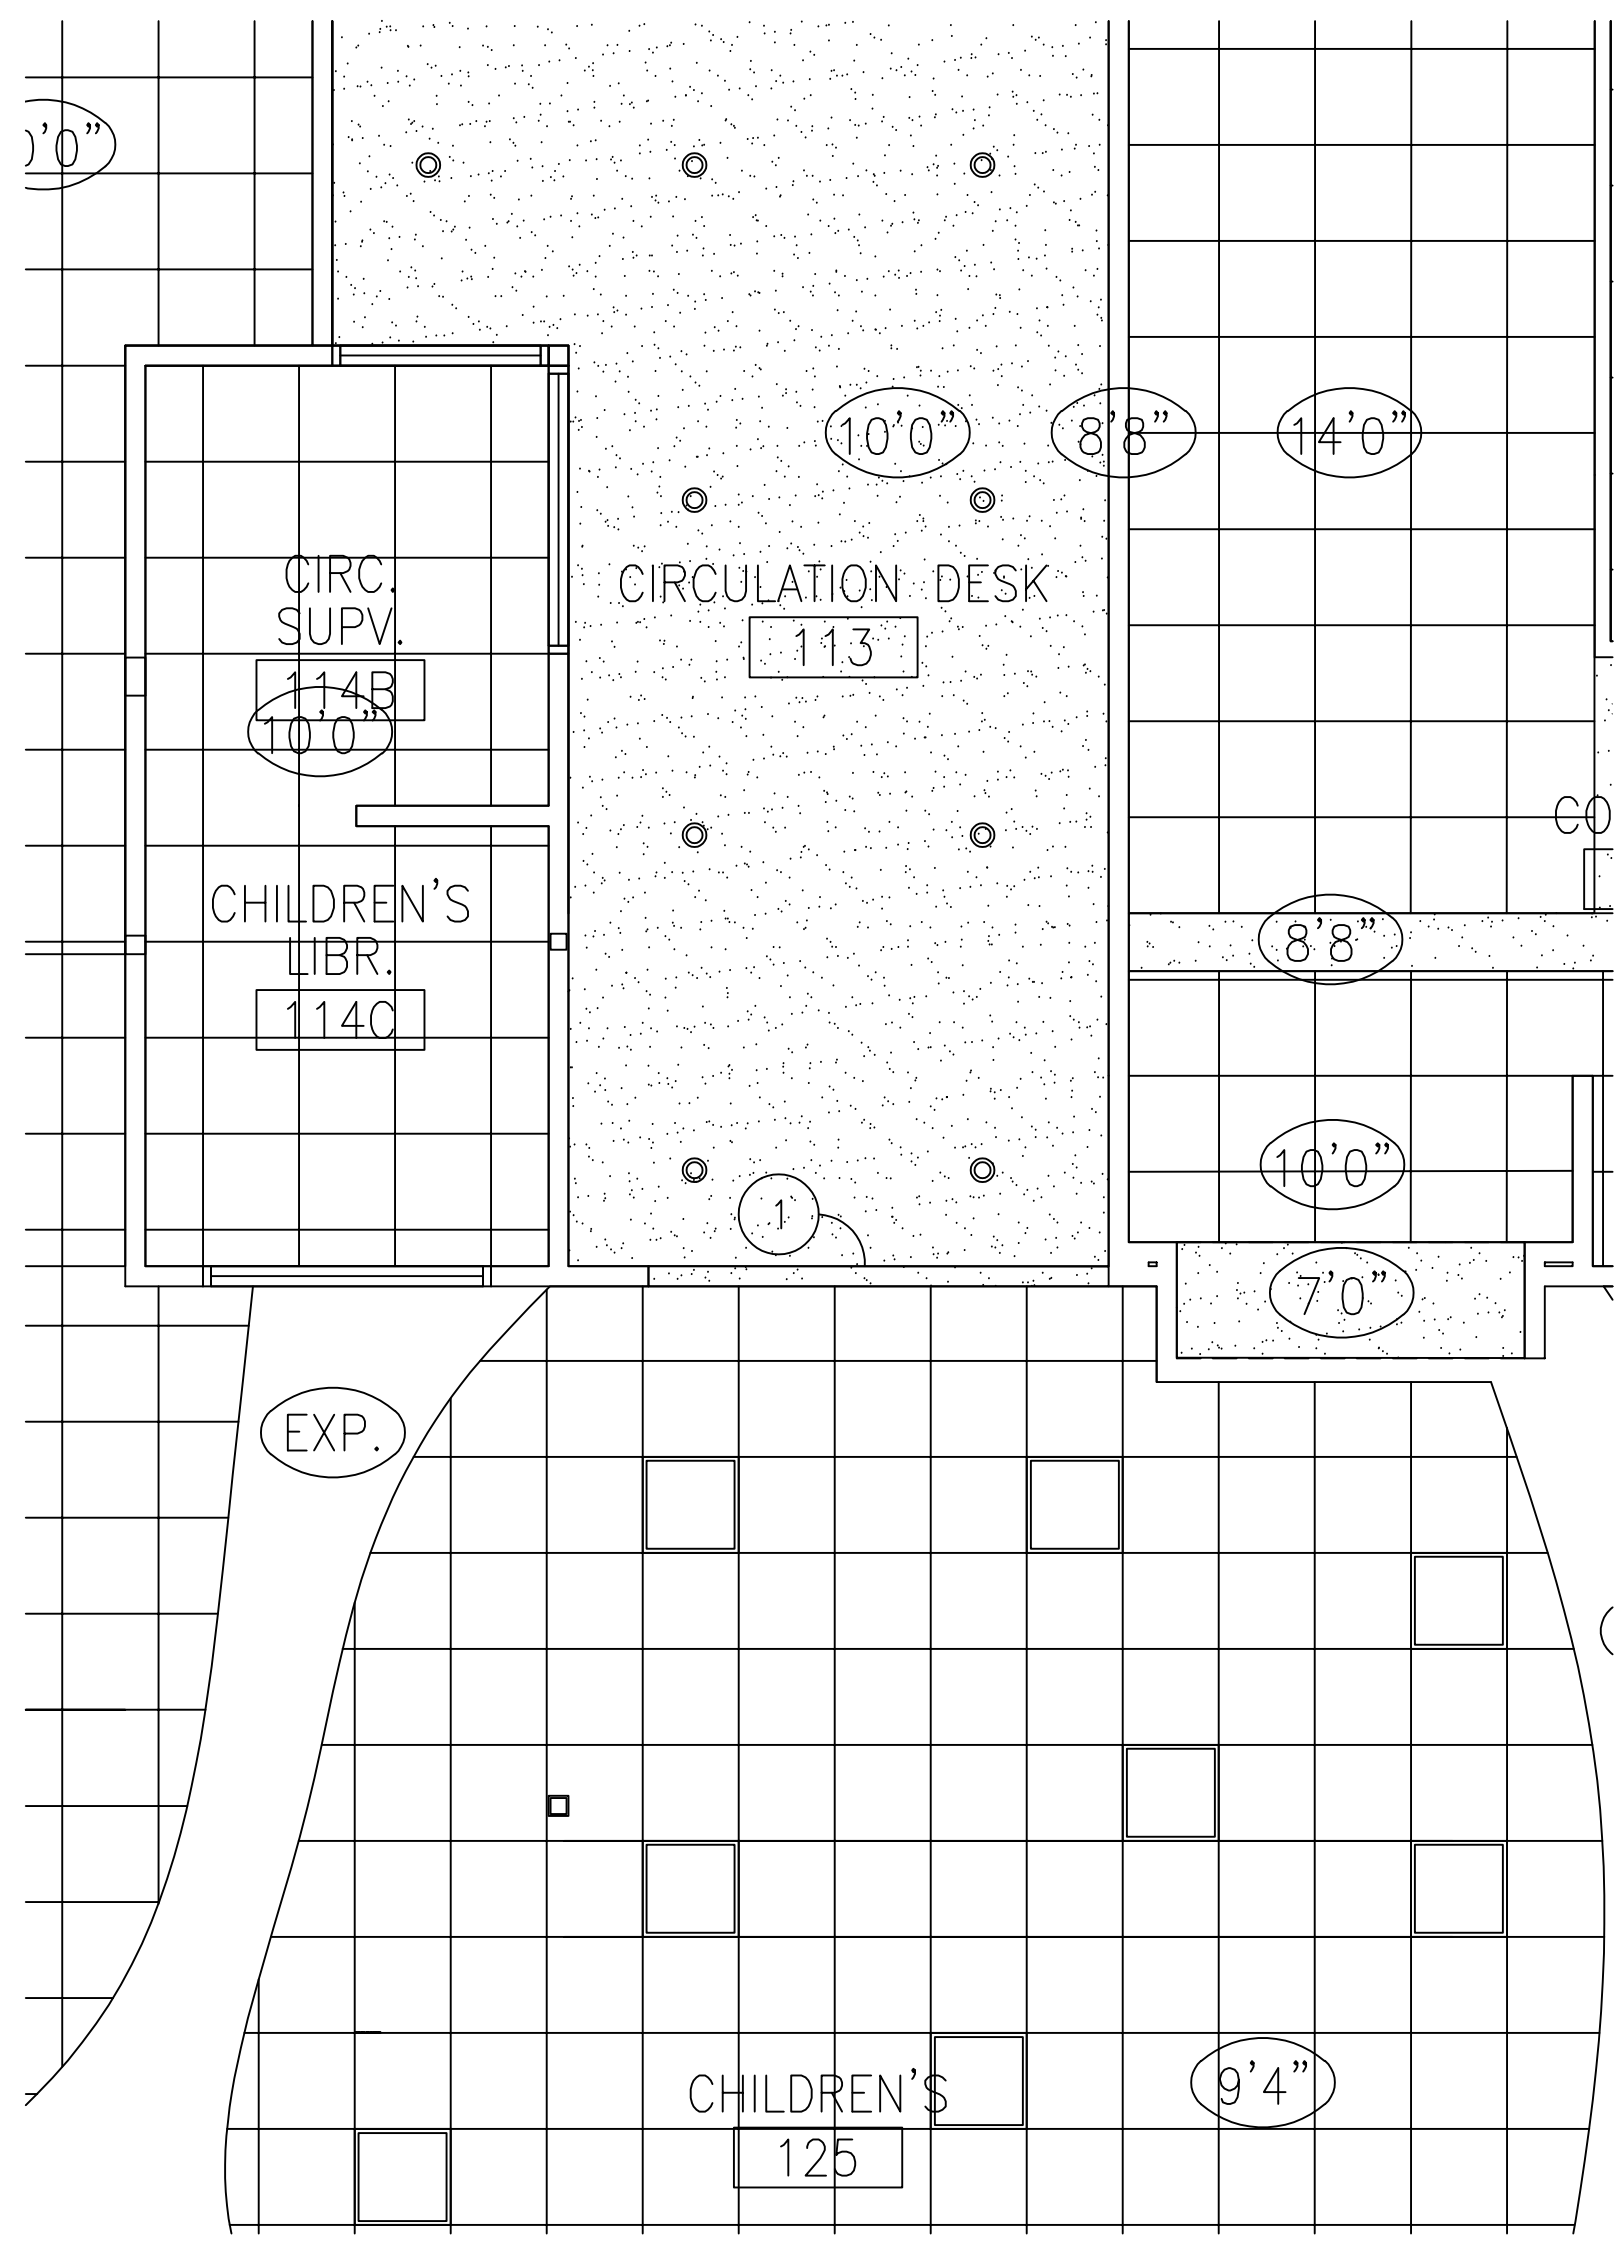 0'0"
10'0"
8'8"
14'0"
CIRC.
SUPV.
114B
10'0"
CIRCULATION DESK
113
CO
CHILDREN'S
LIBR.
114C
8'8"
10'0"
1
7'0"
EXP.
CHILDREN'S
125
9'4"